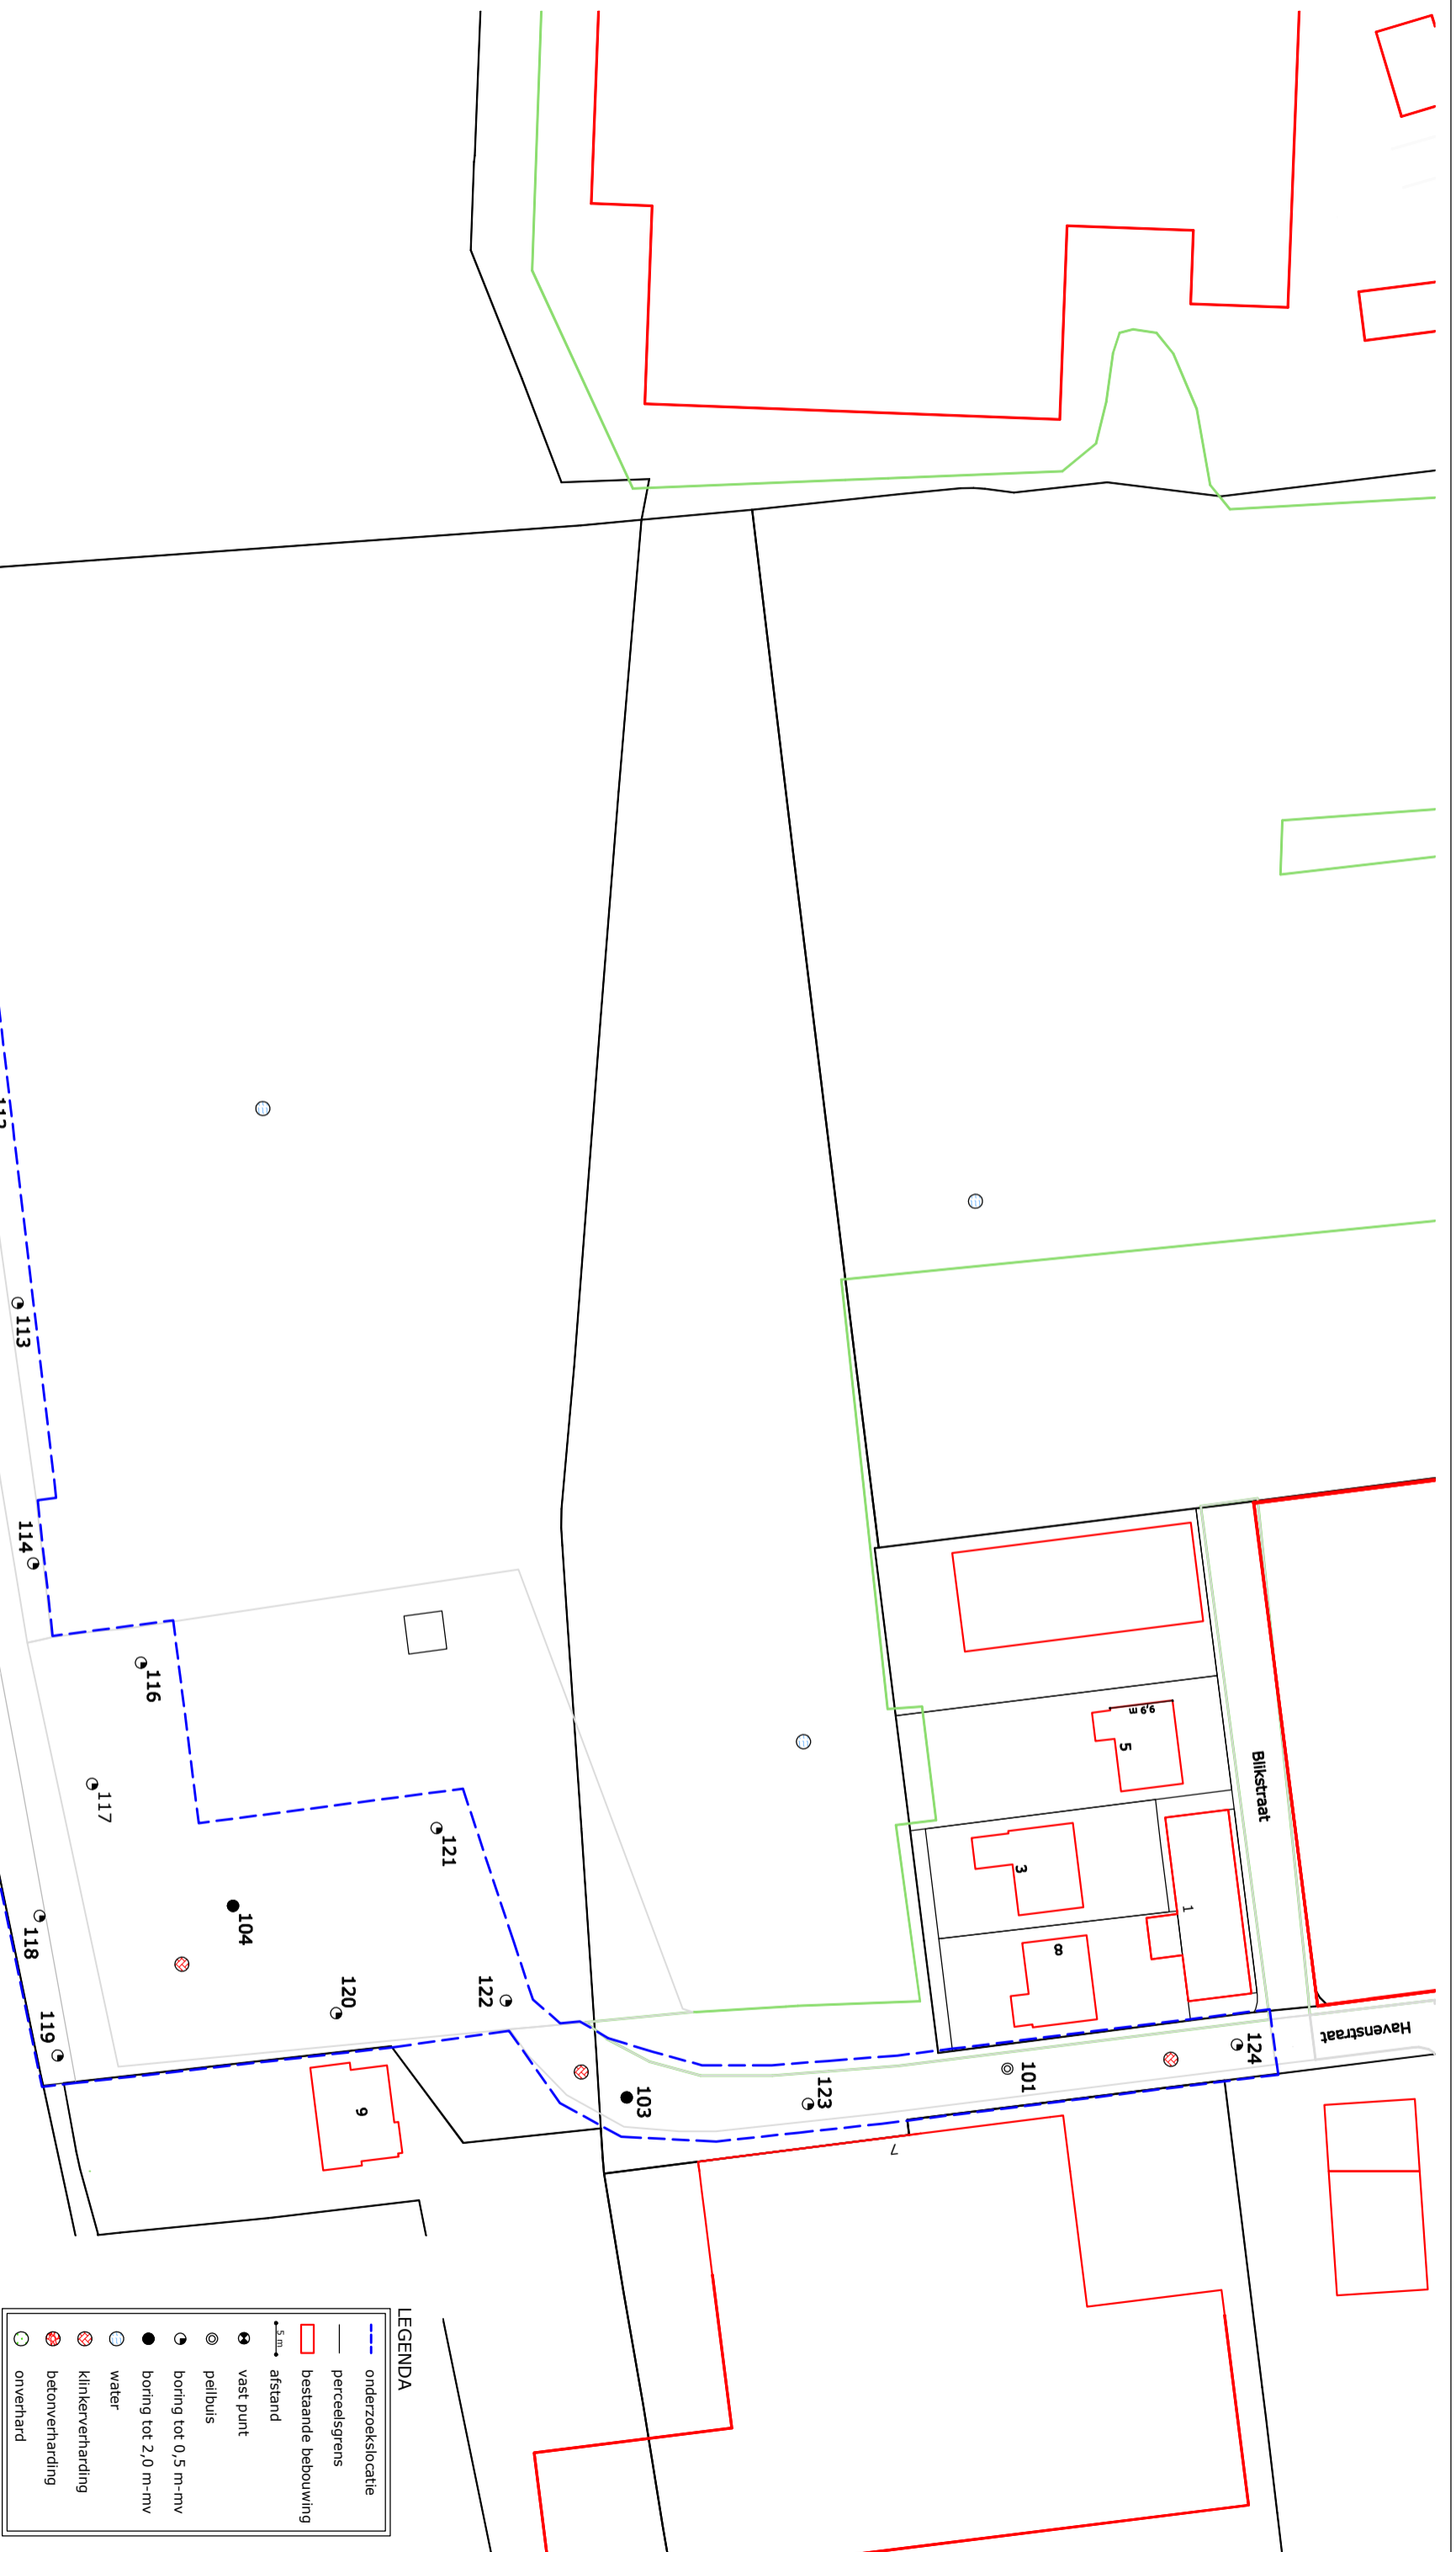 Havenstraat
124
Blikstraat
1
9,9 m
5
3
8
101
7
123
103
122
121
120
9
104
116
117
114
113
118
119
LEGENDA
onderzoekslocatie
perceelsgrens
bestaande bebouwing
5 m
afstand
vast punt
peilbuis
boring tot 0,5 m-mv
boring tot 2,0 m-mv
water
klinkerverharding
betonverharding
onverhard